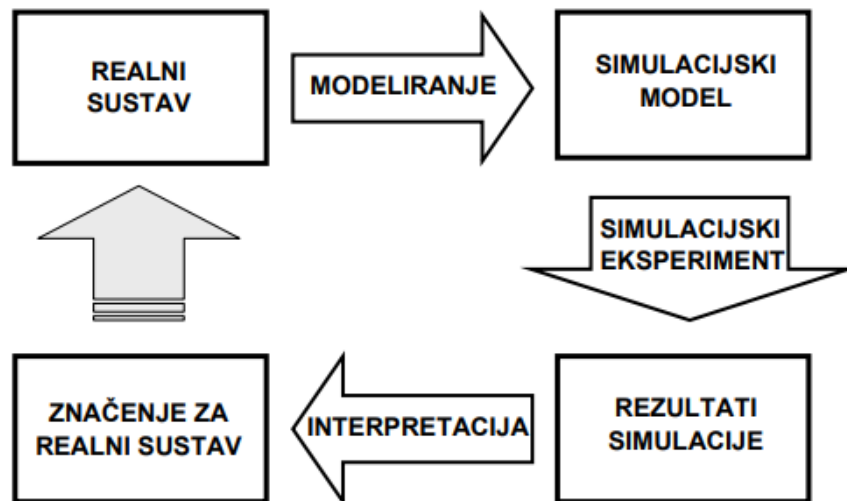 REALNI
SUSTAV
MODELIRANJE
SIMULACIJSKI
MODEL
SIMULACIJSKI
EKSPERIMENT
ZNAČENJE ZA
REALNI SUSTAV
INTERPRETACIJA
REZULTATI
SIMULACIJE